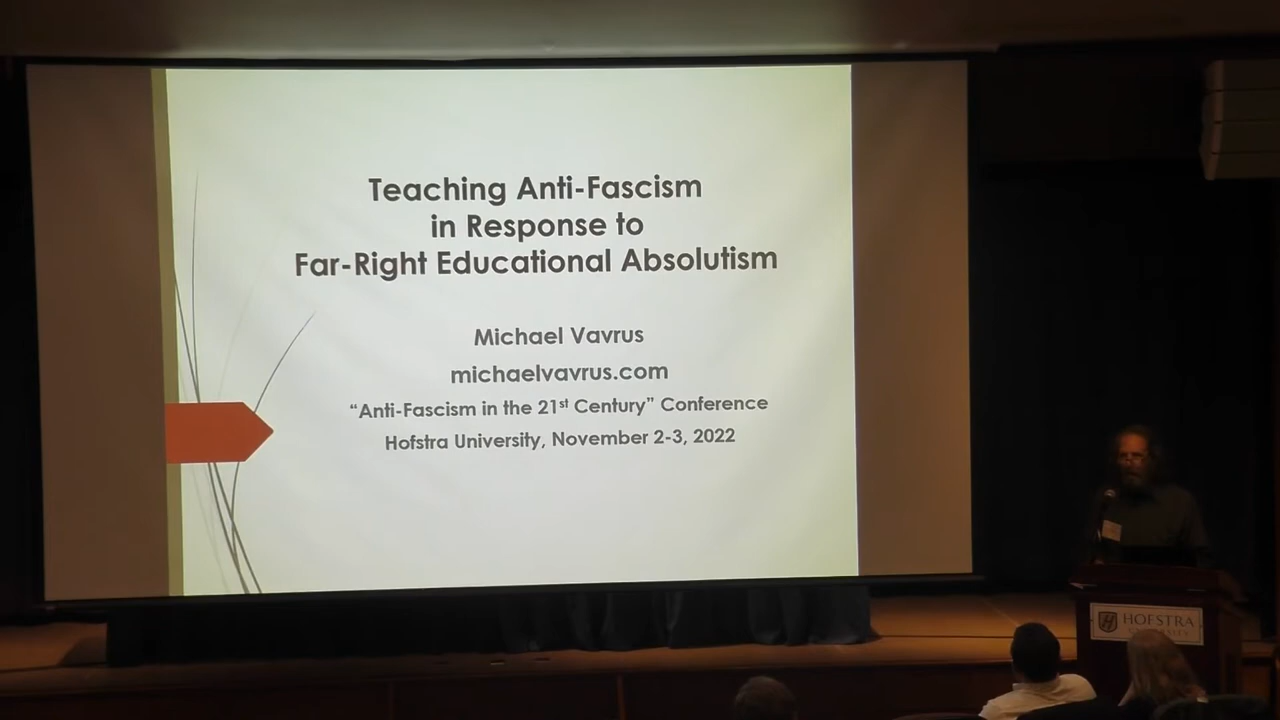 Teaching Anti-Fascism
in Response to
Far-Right Educational Absolutism
Michael Vavrus
michaelvavrus.com
“Anti-Fascism in the 21st Century” Conference
Hofstra University, November 2-3, 2022
HOFSTRA
UNIVERSITY